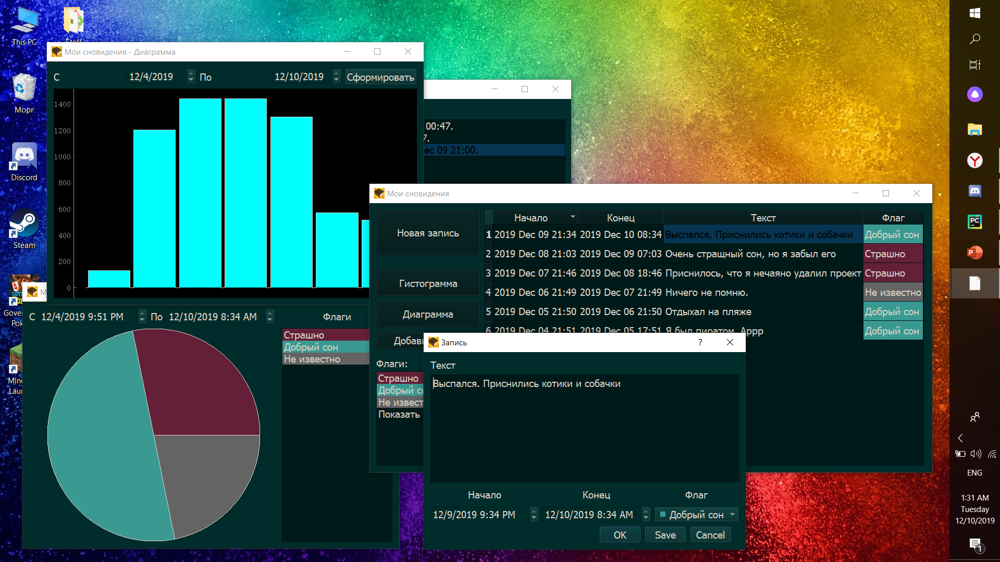 This PC
Staff
Морг
Discord
Steam
Gover
Pok
Mine
Lau
Мои сновидения - Диаграмма
С 12/4/2019 По 12/10/2019 Сформировать
1400
1200
1000
800
600
400
200
0
00:47.
7.
ec 09 21:00.
М
С 12/4/2019 9:51 PM По 12/10/2019 8:34 AM Флаги
Страшно
Добрый сон
Не известно
Мои сновидения
Новая запись
Гистограмма
Диаграмма
Добави
Флаги:
Страшно
Добрый со
Не извест
Показать
Начало Конец Текст Флаг
1 2019 Dec 09 21:34 2019 Dec 10 08:34 Выспался. Приснились котики и собачки Добрый сон
2 2019 Dec 08 21:03 2019 Dec 09 07:03 Очень стращный сон, но я забыл его Страшно
3 2019 Dec 07 21:46 2019 Dec 08 18:46 Приснилось, что я нечаяно удалил проект Страшно
4 2019 Dec 06 21:49 2019 Dec 07 21:49 Ничего не помню. Не известно
5 2019 Dec 05 21:50 2019 Dec 06 21:50 Отдыхал на пляже Добрый сон
6 2019 Dec 04 21:51 2019 Dec 05 17:51 Я был пиратом. Аррр Добрый сон
Запись
?
Текст
Выспался. Приснились котики и собачки
Начало Конец Флаг
12/9/2019 9:34 PM 12/10/2019 8:34 AM Добрый сон
OK Save Cancel
PC
P
ENG
1:31 AM
Tuesday
12/10/2019
1